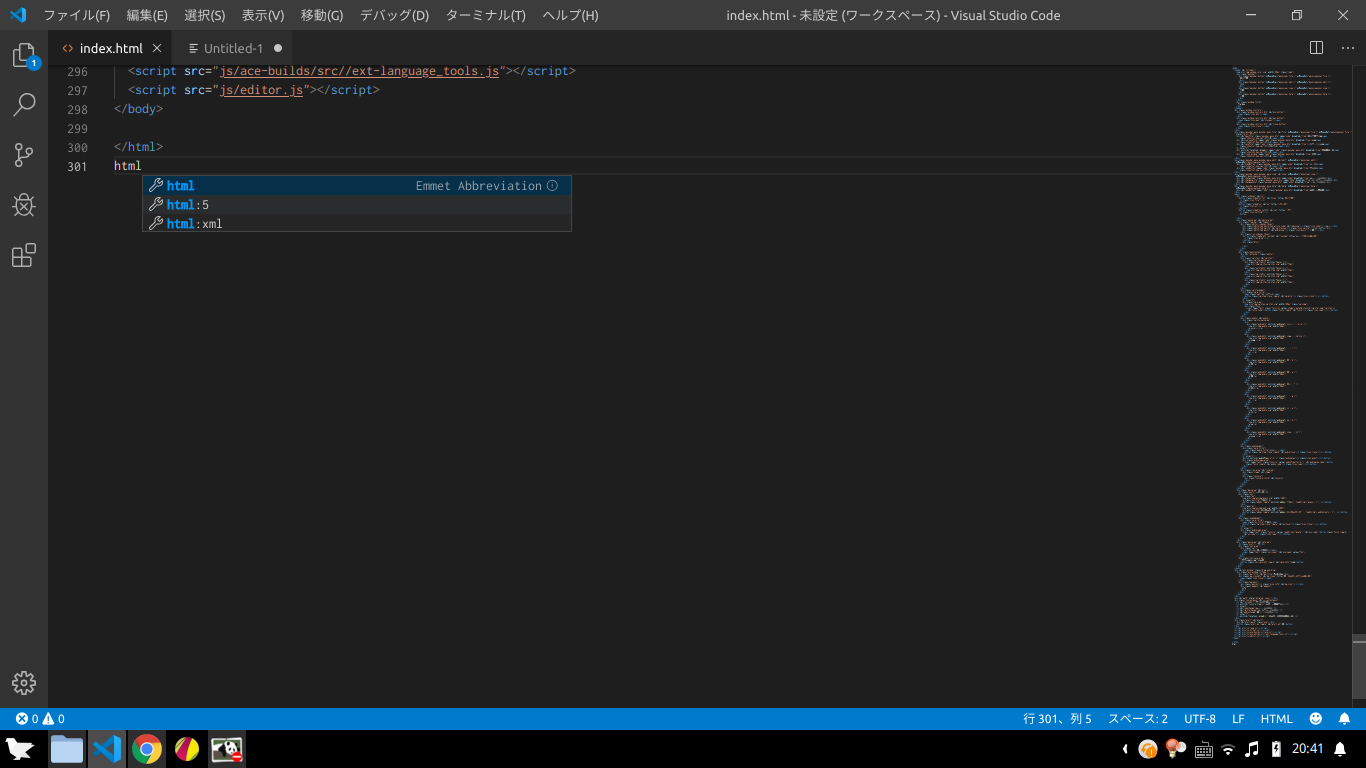 ファイル(F) 編集(E) 選択(S) 表示(V) 移動(G) デバッグ(D) ターミナル(T) ヘルプ(H) index.html - 未設定 (ワークスペース) - Visual Studio Code
1
<> index.html × Untitled-1 ●
296 <script src="js/ace-builds/src//ext-language_tools.js"></script>
297 <script src="js/editor.js"></script>
298 </body>
299
300 </html>
301 html
html Emmet Abbreviation
html:5
html:xml
0 0 行 301、列 5 スペース: 2 UTF-8 LF HTML
20:41